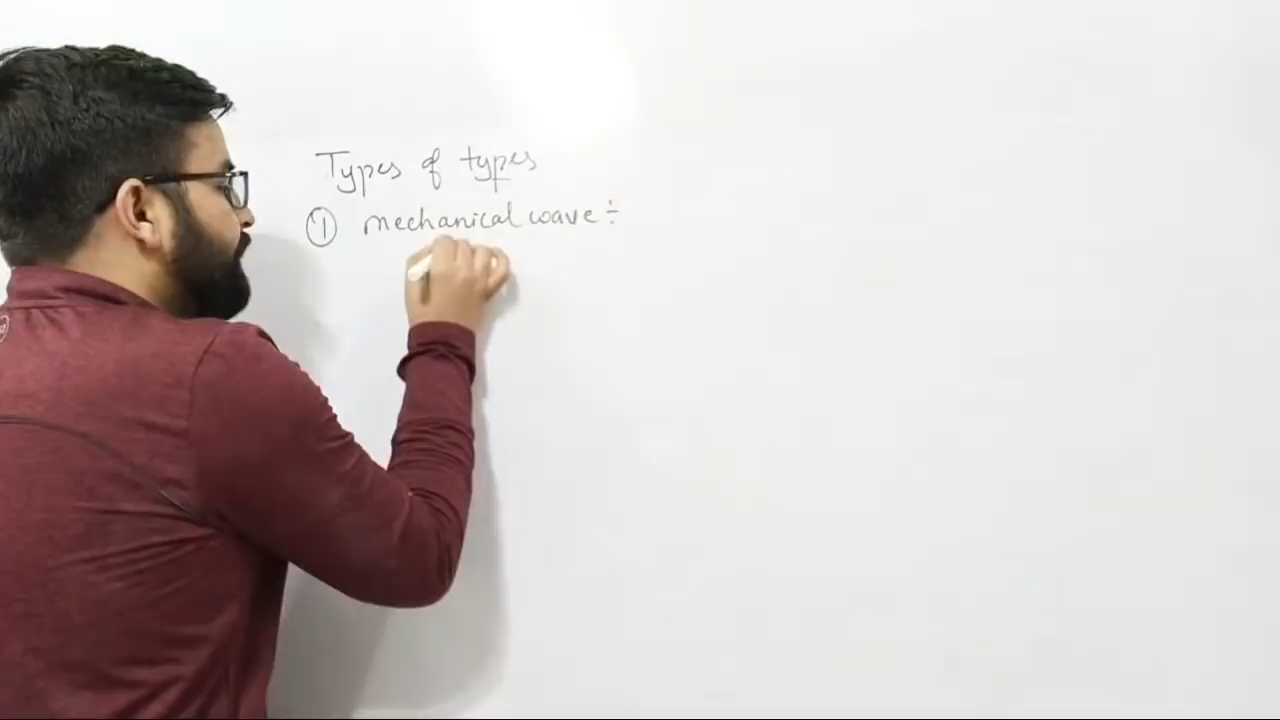 Types of types
① mechanical wave ÷